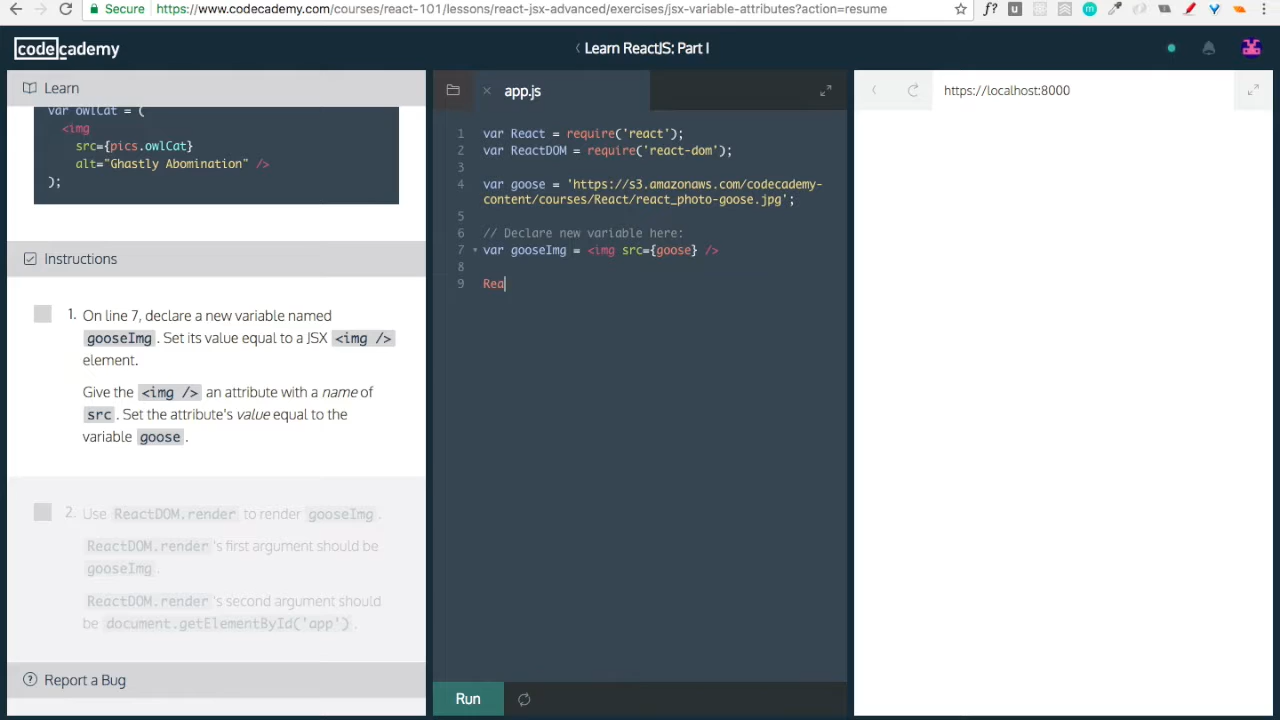 Secure https://www.codecademy.com/courses/react-101/lessons/react-jsx-advanced/exercises/jsx-variable-attributes?action=resume
codecademy
Learn ReactJS: Part I
Learn
var owlCat = (
<img
src={pics.owlCat}
alt="Ghastly Abomination" />
);
Instructions
1. On line 7, declare a new variable named
gooseImg. Set its value equal to a JSX <img />
element.
Give the <img /> an attribute with a name of
src. Set the attribute's value equal to the
variable goose.
2. Use ReactDOM.render to render gooseImg.
ReactDOM.render's first argument should be
gooseImg.
ReactDOM.render's second argument should
be document.getElementById('app').
Report a Bug
app.js
1 var React = require('react');
2 var ReactDOM = require('react-dom');
3
4 var goose = 'https://s3.amazonaws.com/codecademy-
content/courses/React/react_photo-goose.jpg';
5
6 // Declare new variable here:
7 var gooseImg = <img src={goose} />
8
9 Rea
Run
https://localhost:8000